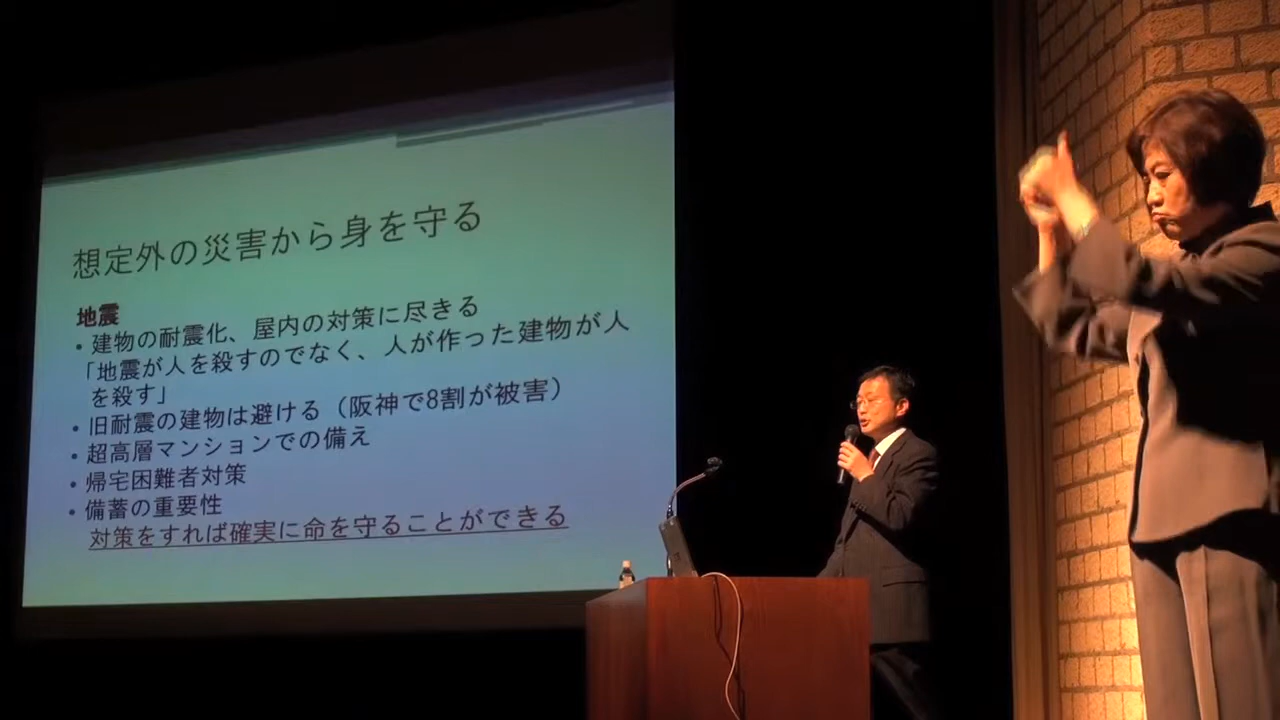 想定外の災害から身を守る
地震
・建物の耐震化、屋内の対策に尽きる
「地震が人を殺すのでなく、人が作った建物が人
を殺す」
・旧耐震の建物は避ける（阪神で8割が被害）
・超高層マンションでの備え
・帰宅困難者対策
・備蓄の重要性
対策をすれば確実に命を守ることができる